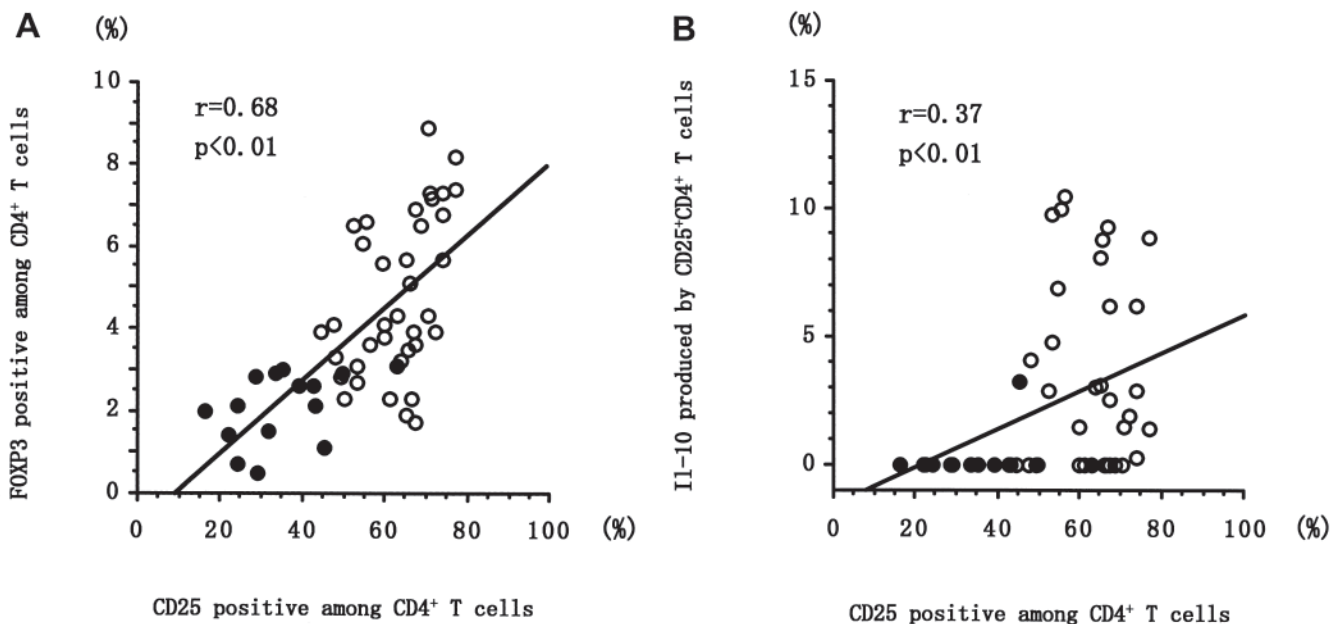 A
(%)
FOXP3 positive among CD4⁺ T cells
10
8
6
4
2
0
r=0.68
p<0.01
0 20 40 60 80 100 (%)
CD25 positive among CD4⁺ T cells
B
(%)
Il-10 produced by CD25⁺CD4⁺ T cells
15
10
5
0
r=0.37
p<0.01
0 20 40 60 80 100 (%)
CD25 positive among CD4⁺ T cells